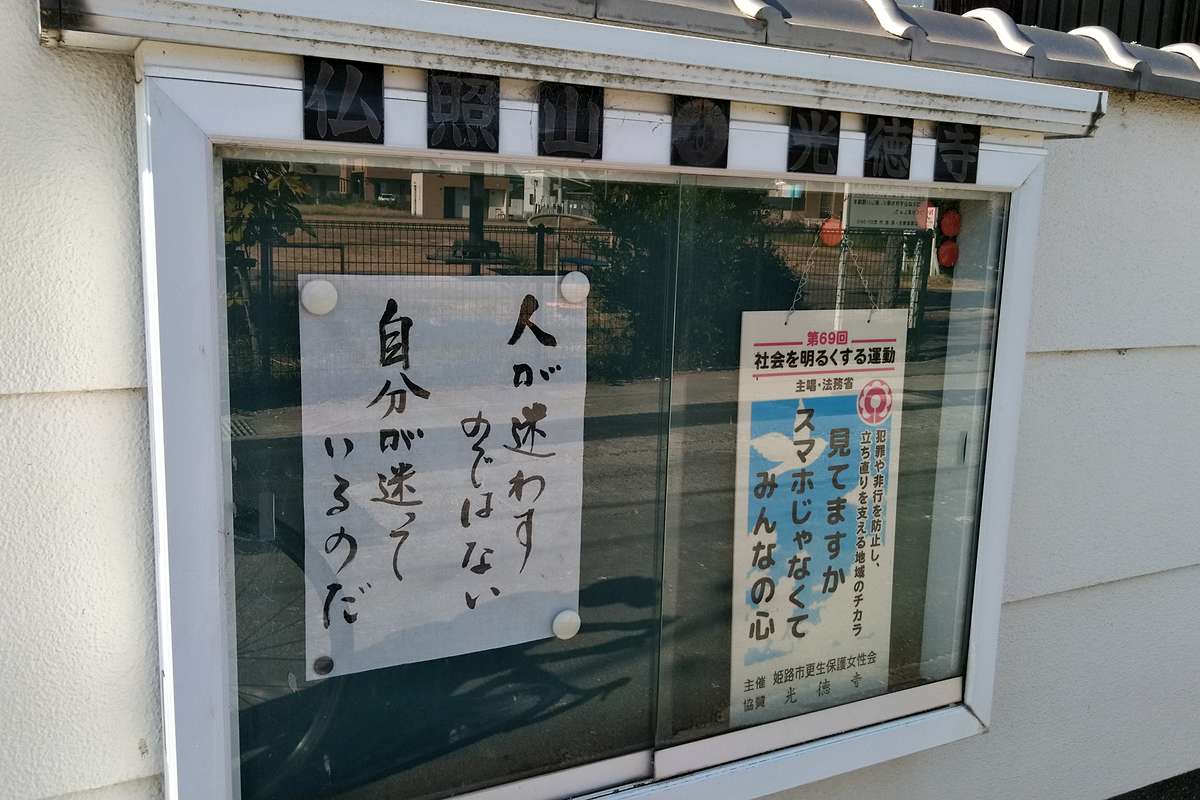 仏照山 光徳寺
人が迷わす
のではない
自分が迷って
いるのだ
第69回
社会を明るくする運動
主唱・法務省
犯罪や非行を防止し、
立ち直りを支える地域のチカラ
見てますか
スマホじゃなくて
みんなの心
主催 姫路市更生保護女性会
協賛 光徳寺